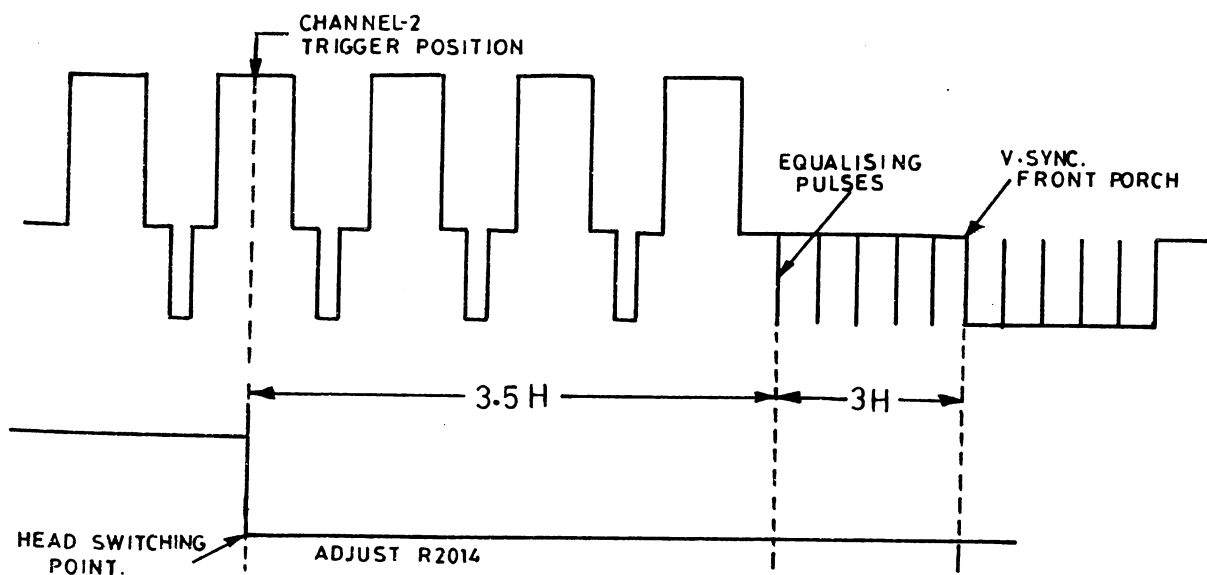 CHANNEL-2
TRIGGER POSITION
EQUALISING
PULSES
V.SYNC.
FRONT PORCH
3.5 H
3H
HEAD SWITCHING
POINT.
ADJUST R2014